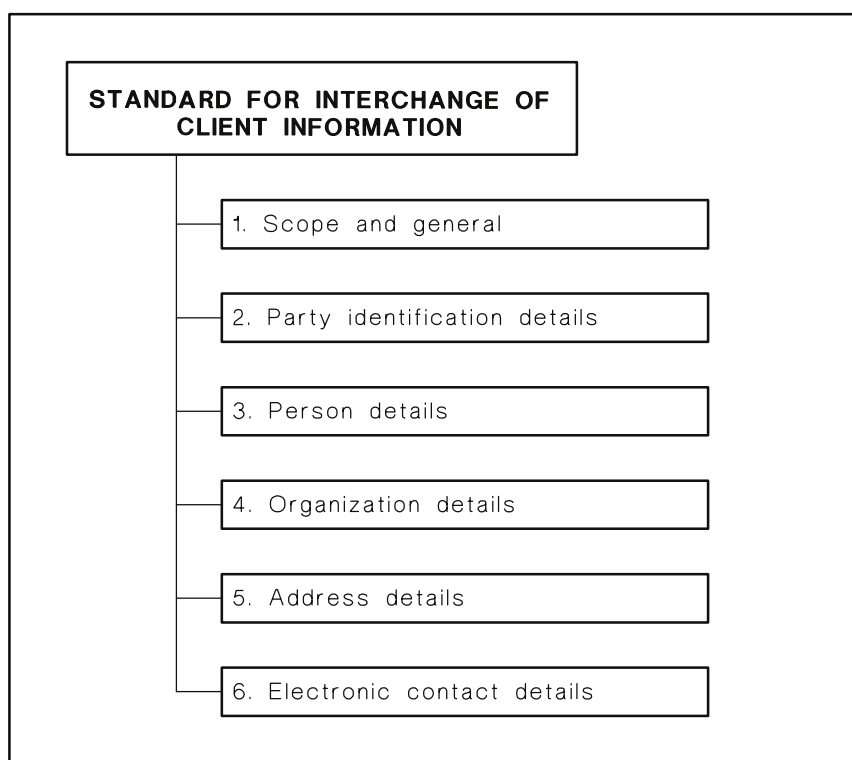 STANDARD FOR INTERCHANGE OF
CLIENT INFORMATION
1. Scope and general
2. Party identification details
3. Person details
4. Organization details
5. Address details
6. Electronic contact details